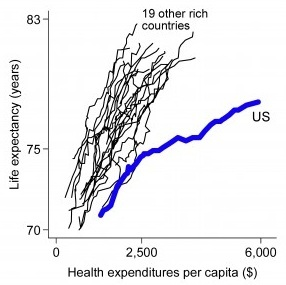 19 other rich
countries
83
75
70
Life expectancy (years)
US
0
2,500
6,000
Health expenditures per capita ($)